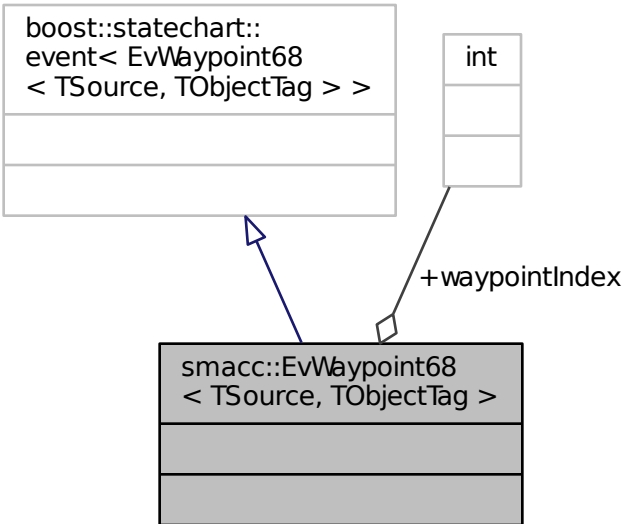 boost::statechart::
event< EvWaypoint68
< TSource, TObjectTag > >
int
+waypointIndex
smacc::EvWaypoint68
< TSource, TObjectTag >